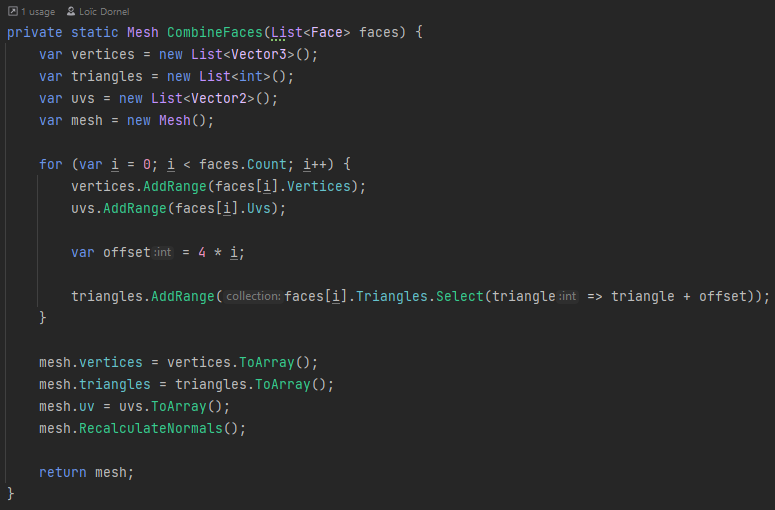 1 usage Loïc Dornel
private static Mesh CombineFaces(List<Face> faces) {
    var vertices = new List<Vector3>();
    var triangles = new List<int>();
    var uvs = new List<Vector2>();
    var mesh = new Mesh();

    for (var i = 0; i < faces.Count; i++) {
        vertices.AddRange(faces[i].Vertices);
        uvs.AddRange(faces[i].Uvs);

        var offset:int = 4 * i;

        triangles.AddRange(collection:faces[i].Triangles.Select(triangle:int => triangle + offset));
    }

    mesh.vertices = vertices.ToArray();
    mesh.triangles = triangles.ToArray();
    mesh.uv = uvs.ToArray();
    mesh.RecalculateNormals();

    return mesh;
}